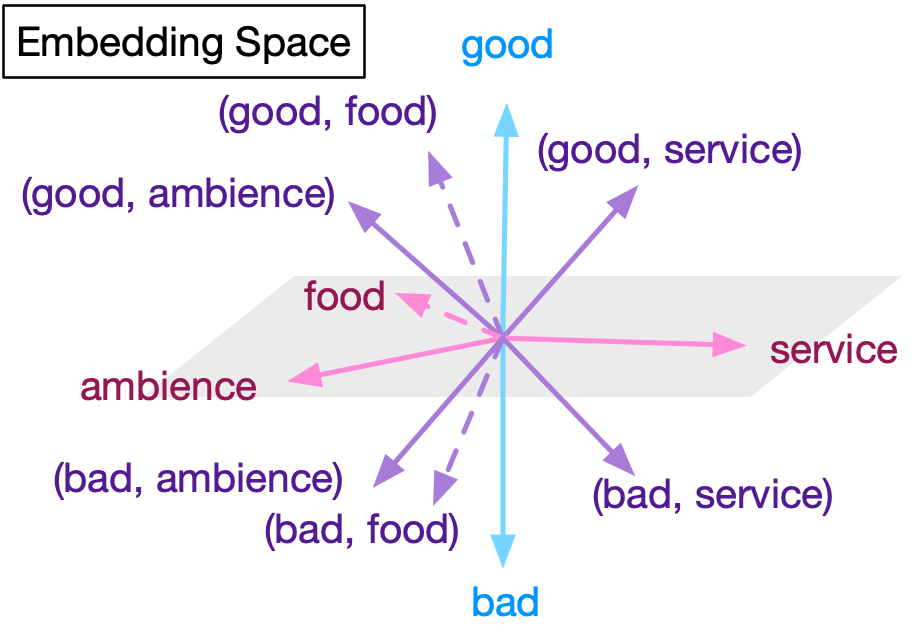 Embedding Space
good
(good, food)
(good, service)
(good, ambience)
food
service
ambience
(bad, ambience)
(bad, service)
(bad, food)
bad